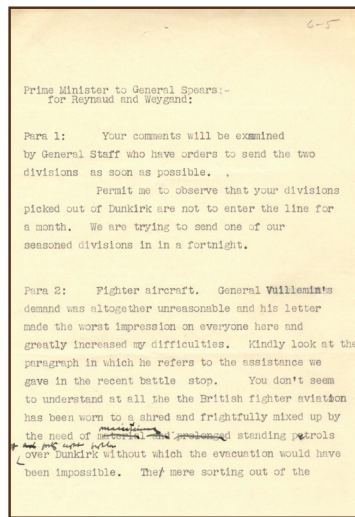 6-5
Prime Minister to General Spears:-
for Reynaud and Weygand:
Para 1: Your comments will be examined
by General Staff who have orders to send the two
divisions as soon as possible.
Permit me to observe that your divisions
picked out of Dunkirk are not to enter the line for
a month. We are trying to send one of our
seasoned divisions in in a fortnight.
Para 2: Fighter aircraft. General Vuillemin's
demand was altogether unreasonable and his letter
made the worst impression on everyone here and
greatly increased my difficulties. Kindly look at the
paragraph in which he refers to the assistance we
gave in the recent battle stop. You don't seem
to understand at all the the British fighter aviation
has been worn to a shred and frightfully mixed up by
maintaining
the need of material and prolonged standing patrols
of and forty eight fighters
over Dunkirk without which the evacuation would have
been impossible. The mere sorting out of the